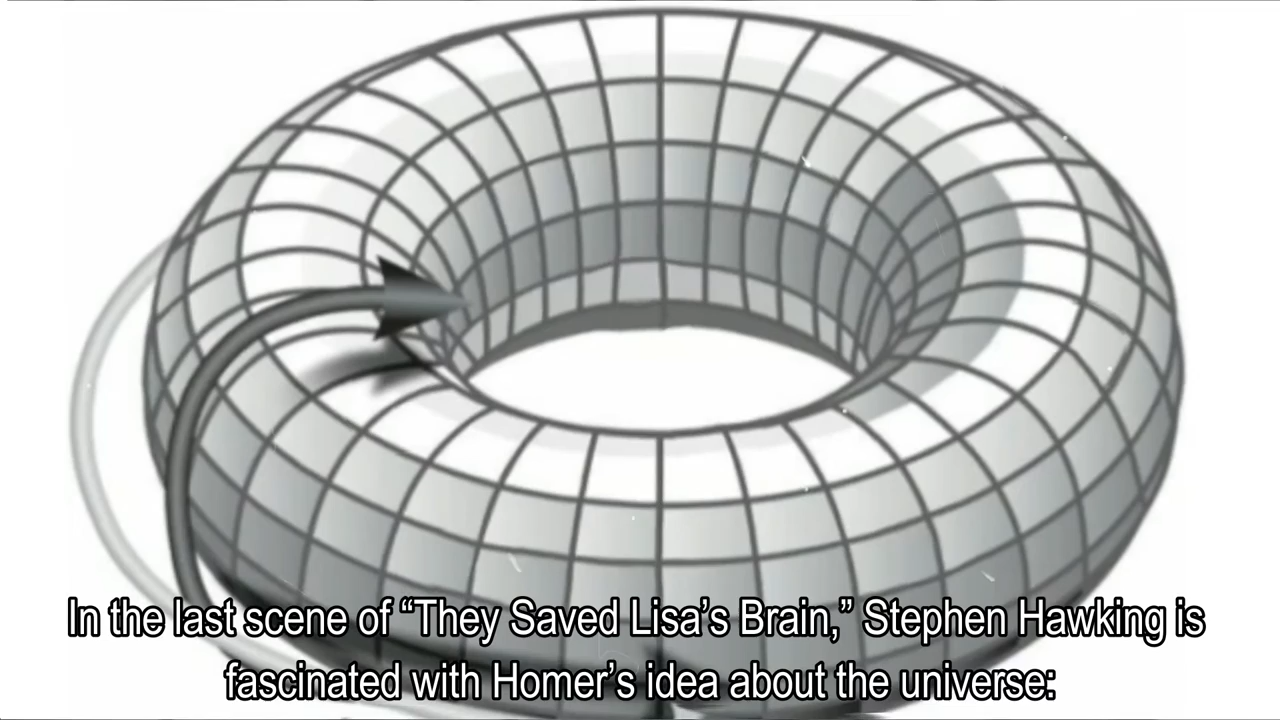 In the last scene of “They Saved Lisa’s Brain,” Stephen Hawking is
fascinated with Homer’s idea about the universe: